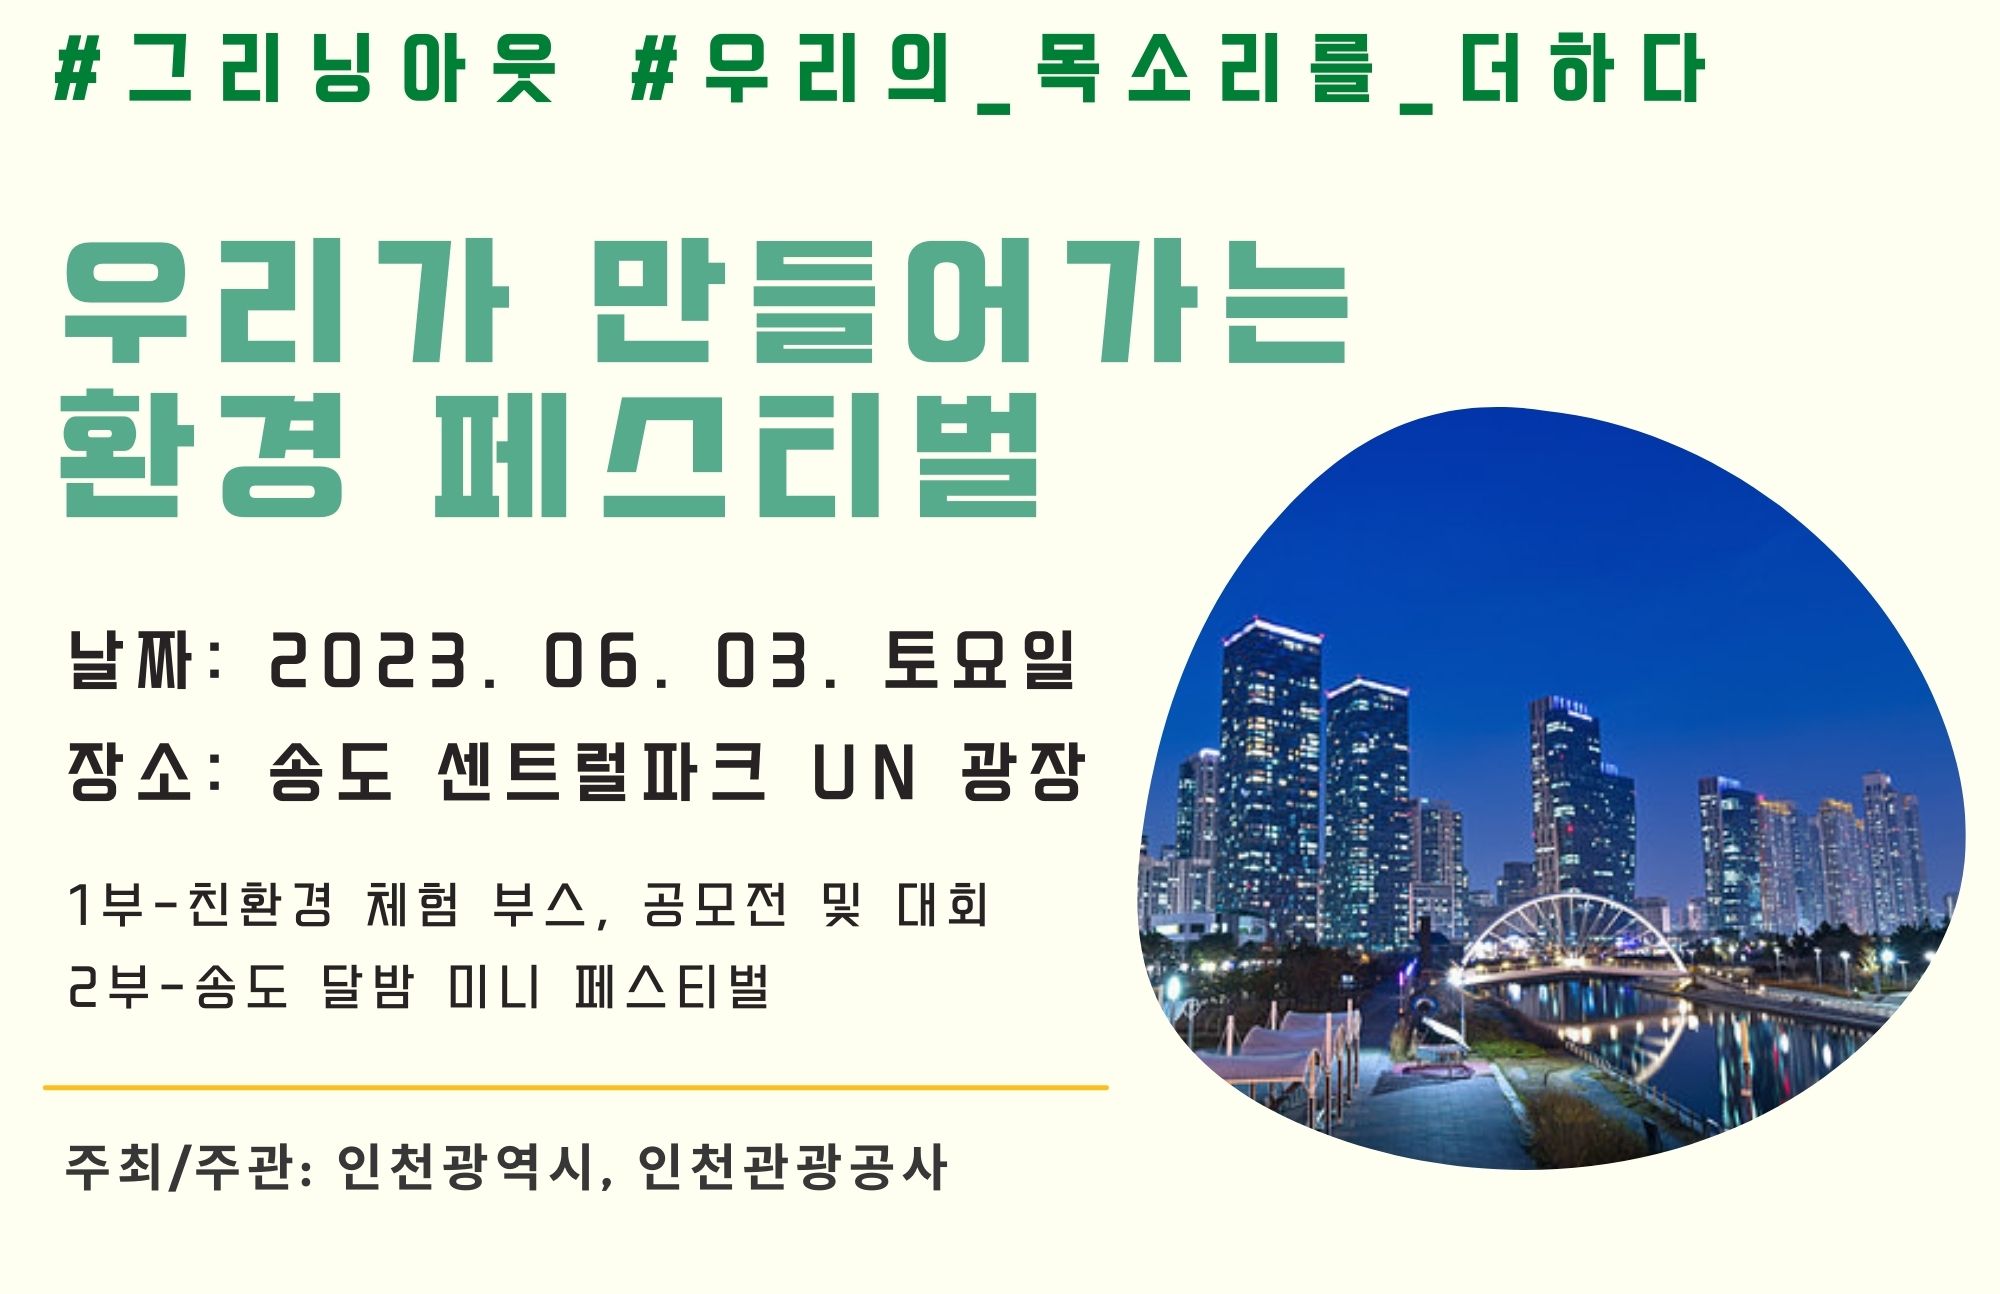 #그리닝아웃 #우리의_목소리를_더하다
우리가 만들어가는
환경 페스티벌
날짜: 2023. 06. 03. 토요일
장소: 송도 센트럴파크 UN 광장
1부-친환경 체험 부스, 공모전 및 대회
2부-송도 달밤 미니 페스티벌
주최/주관: 인천광역시, 인천관광공사